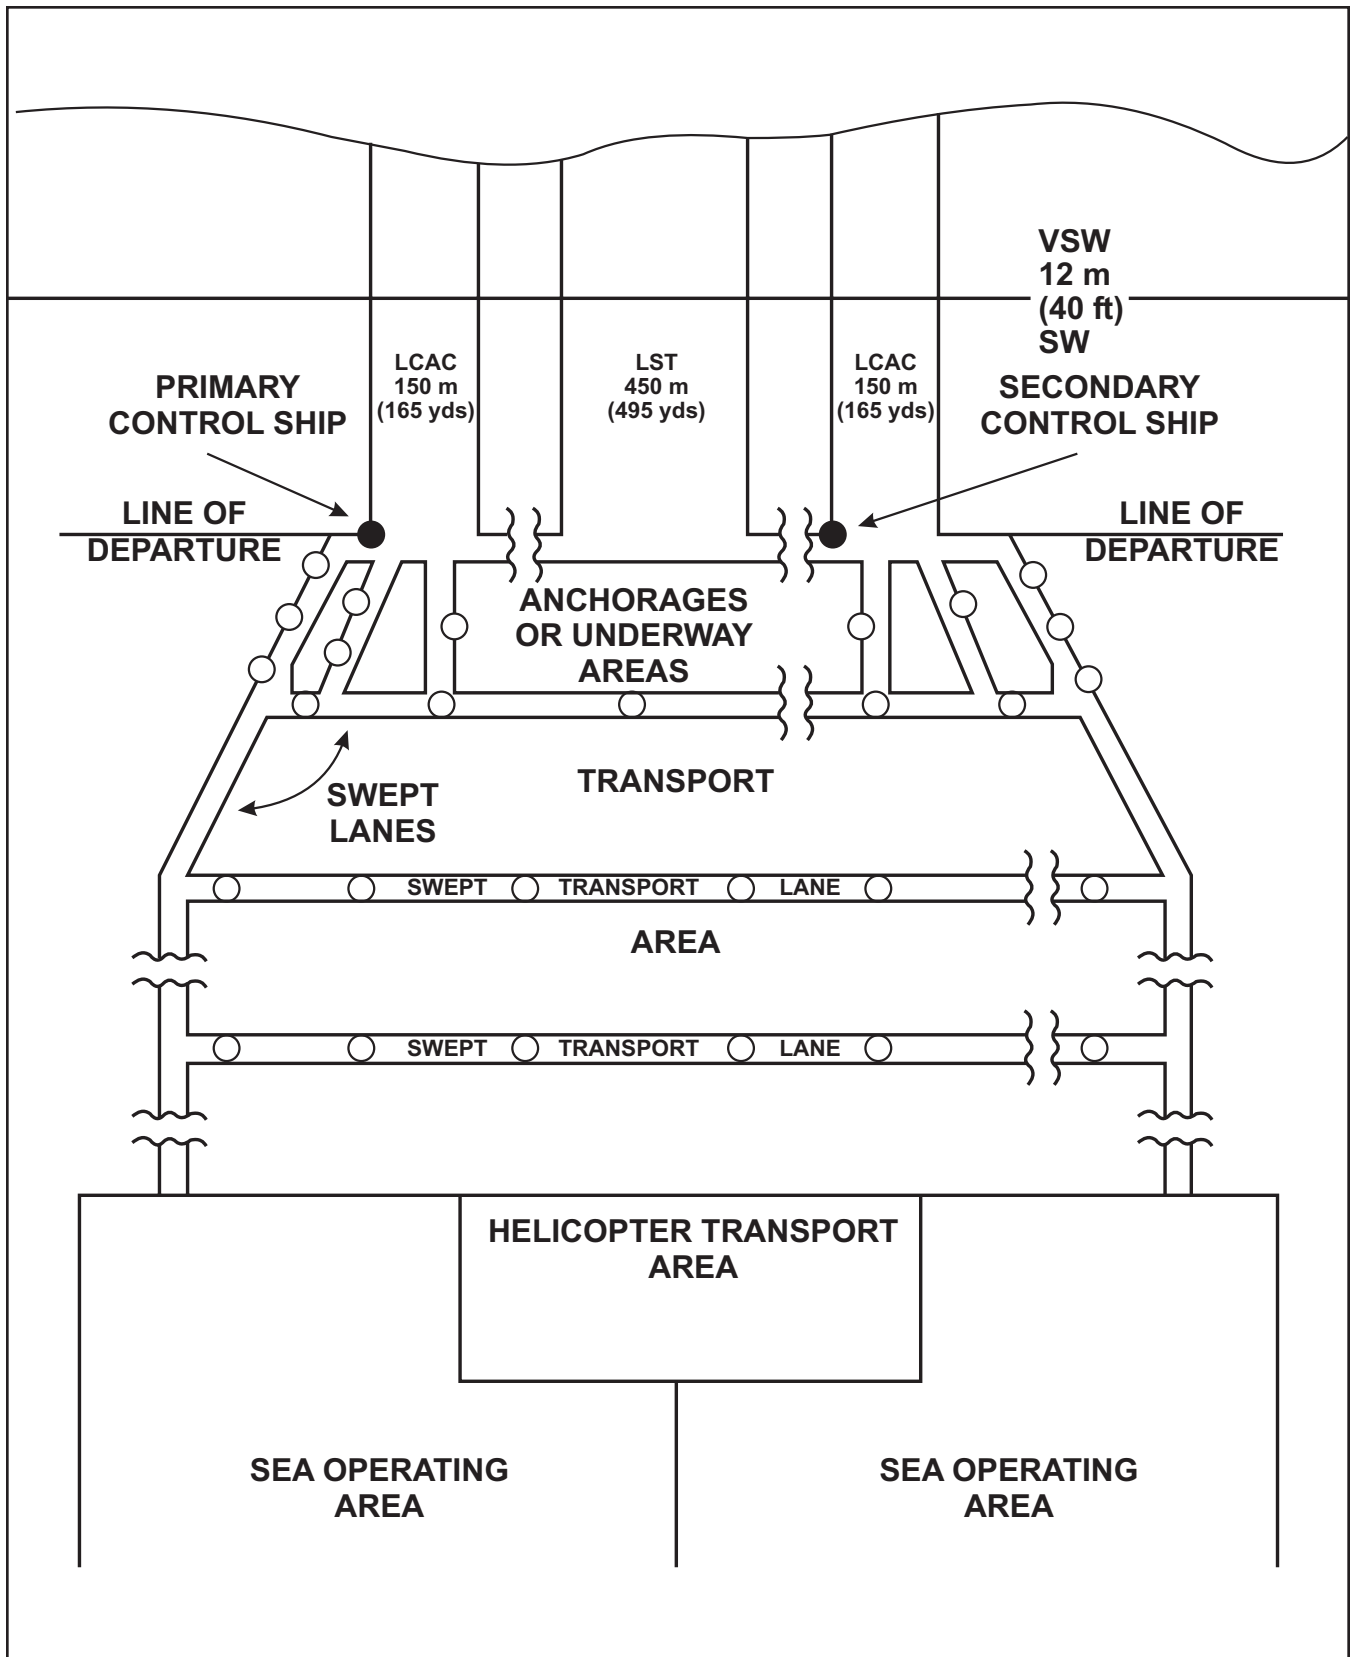 VSW
12 m
(40 ft)
SW
LCAC
150 m
(165 yds)
LST
450 m
(495 yds)
LCAC
150 m
(165 yds)
PRIMARY
CONTROL SHIP
SECONDARY
CONTROL SHIP
LINE OF
DEPARTURE
LINE OF
DEPARTURE
ANCHORAGES
OR UNDERWAY
AREAS
SWEPT
LANES
TRANSPORT
SWEPT TRANSPORT LANE
AREA
SWEPT TRANSPORT LANE
HELICOPTER TRANSPORT
AREA
SEA OPERATING
AREA
SEA OPERATING
AREA